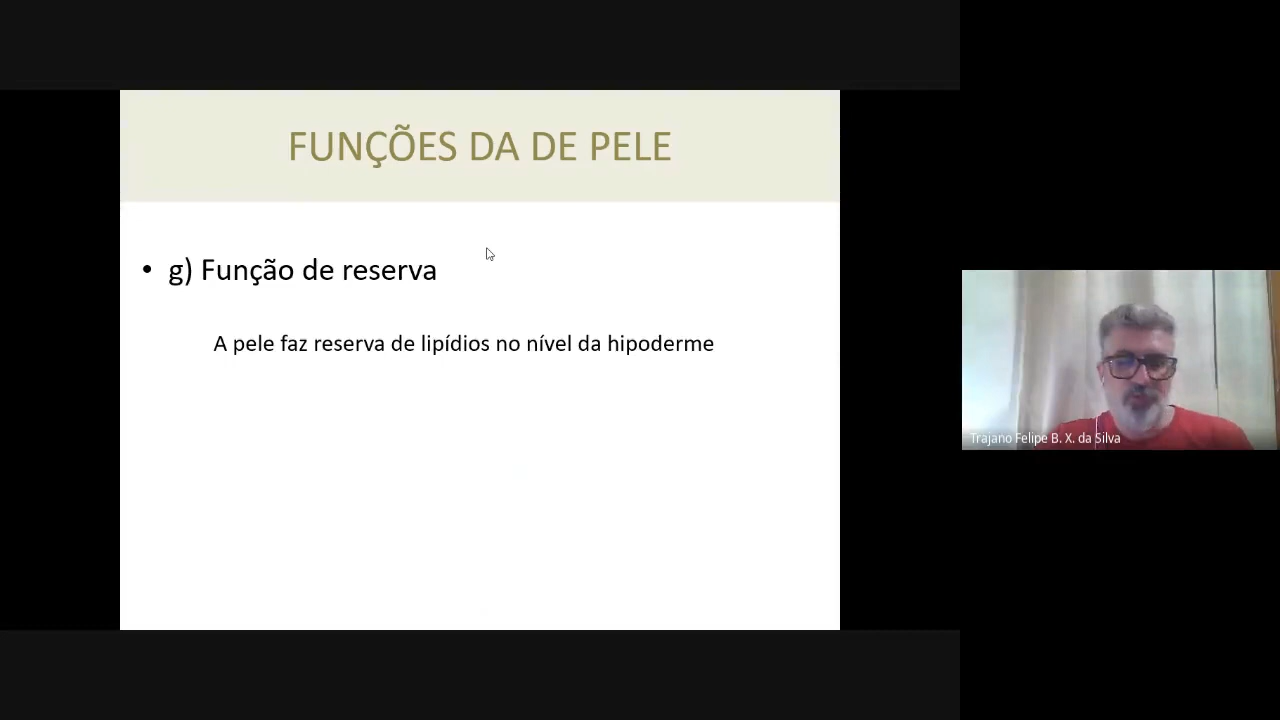 FUNÇÕES DA DE PELE
• g) Função de reserva
A pele faz reserva de lipídios no nível da hipoderme
Trajano Felipe B. X. da Silva